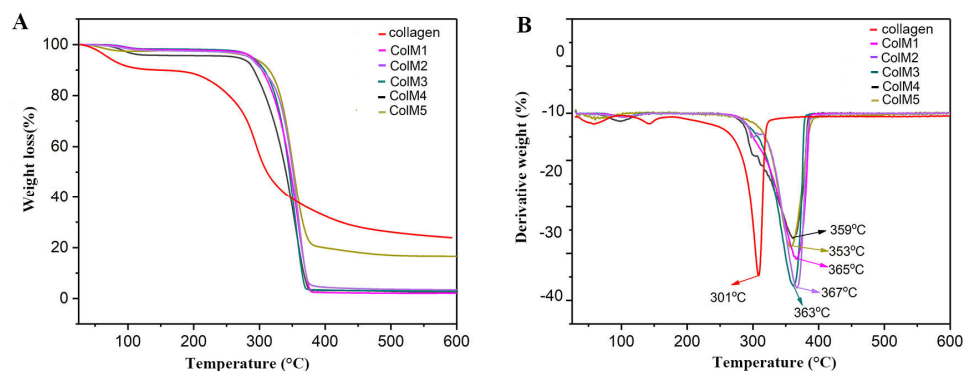 A
collagen
ColM1
ColM2
ColM3
ColM4
ColM5
Weight loss(%)
100
80
60
40
20
0
100 200 300 400 500 600
Temperature (°C)
B
collagen
ColM1
ColM2
ColM3
ColM4
ColM5
Derivative weight (%)
0
-10
-20
-30
-40
359°C
353°C
365°C
367°C
363°C
301°C
0 100 200 300 400 500 600
Temperature (°C)